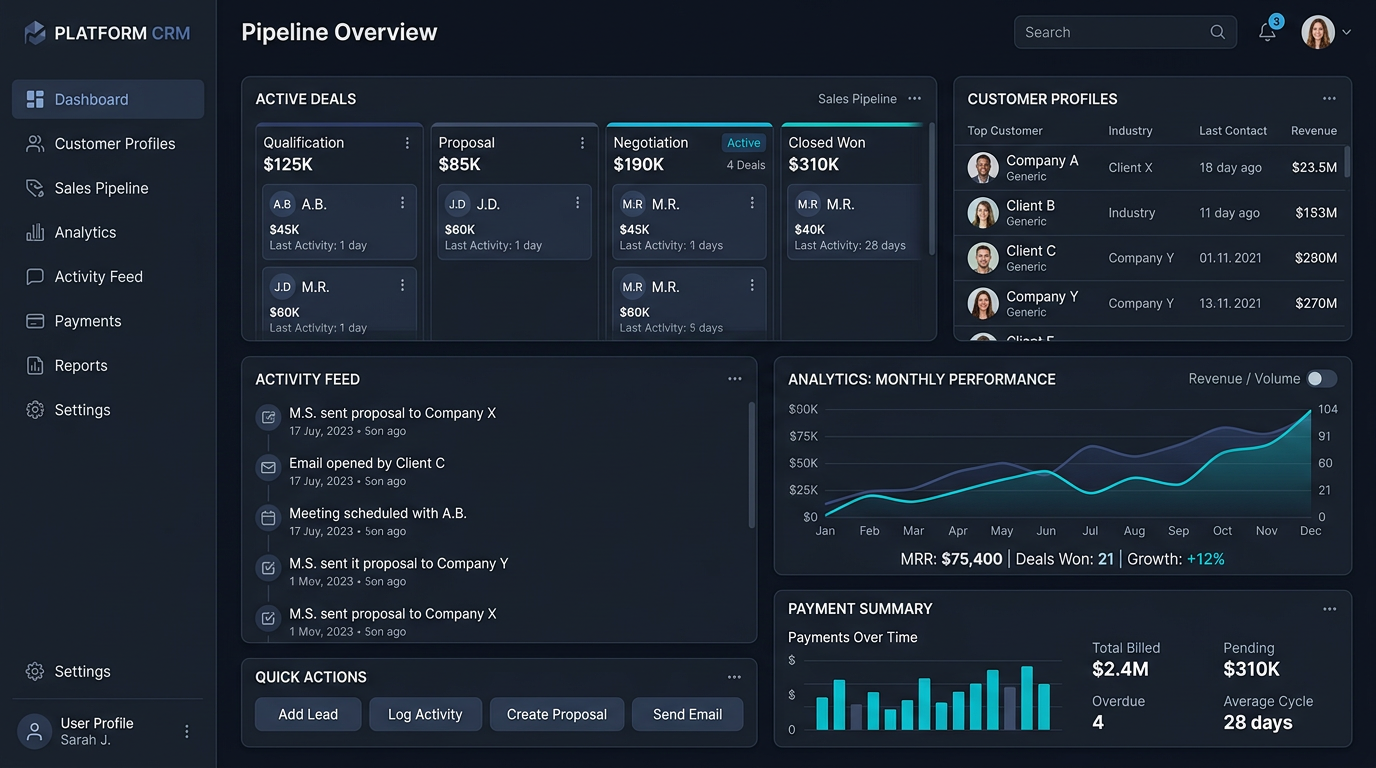 PLATFORM CRM
Dashboard
Customer Profiles
Sales Pipeline
Analytics
Activity Feed
Payments
Reports
Settings
Settings
User Profile
Sarah J.
Pipeline Overview
Search
3
ACTIVE DEALS
Sales Pipeline
Qualification
$125K
A.B A.B.
$45K
Last Activity: 1 day
J.D M.R.
$60K
Last Activity: 1 day
Proposal
$85K
J.D J.D.
$60K
Last Activity: 1 day
Negotiation Active
$190K 4 Deals
M.R M.R.
$45K
Last Activity: 1 days
M.R M.R.
$60K
Last Activity: 5 days
Closed Won
$310K
M.R M.R.
$40K
Last Activity: 28 days
CUSTOMER PROFILES
Top Customer Industry Last Contact Revenue
Company A Client X 18 day ago $23.5M
Generic
Client B Industry 11 day ago $183M
Generic
Client C Company Y 01.11.2021 $280M
Generic
Company Y Company Y 13.11.2021 $270M
Generic
ACTIVITY FEED
M.S. sent proposal to Company X
17 Juy, 2023 • Son ago
Email opened by Client C
17 Juy, 2023 • Son ago
Meeting scheduled with A.B.
17 Juy, 2023 • Son ago
M.S. sent it proposal to Company Y
1 Mov, 2023 • Son ago
M.S. sent proposal to Company X
1 Mov, 2023 • Son ago
QUICK ACTIONS
Add Lead Log Activity Create Proposal Send Email
ANALYTICS: MONTHLY PERFORMANCE
Revenue / Volume
$90K 104
$75K 91
$50K 60
$25K 21
$0 0
Jan Feb Mar Apr May Jun Jul Aug Sep Oct Nov Dec
MRR: $75,400 | Deals Won: 21 | Growth: +12%
PAYMENT SUMMARY
Payments Over Time
$
$
0
Total Billed
$2.4M
Pending
$310K
Overdue
4
Average Cycle
28 days